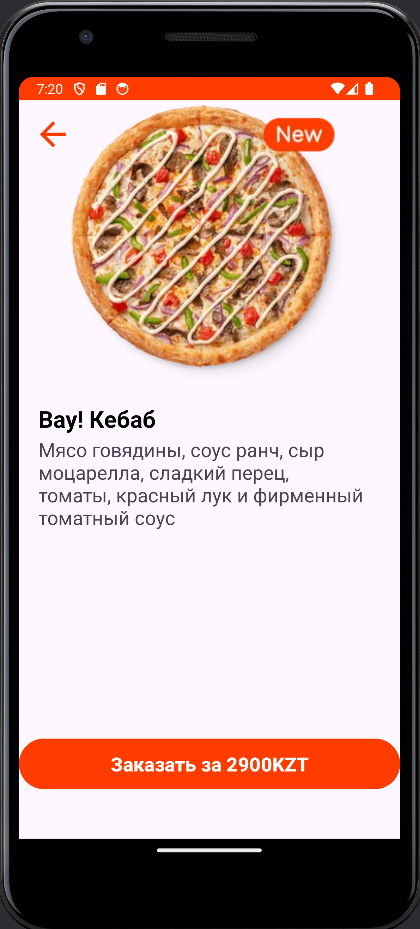 7:20
New
Вау! Кебаб
Мясо говядины, соус ранч, сыр
моцарелла, сладкий перец,
томаты, красный лук и фирменный
томатный соус
Заказать за 2900KZT